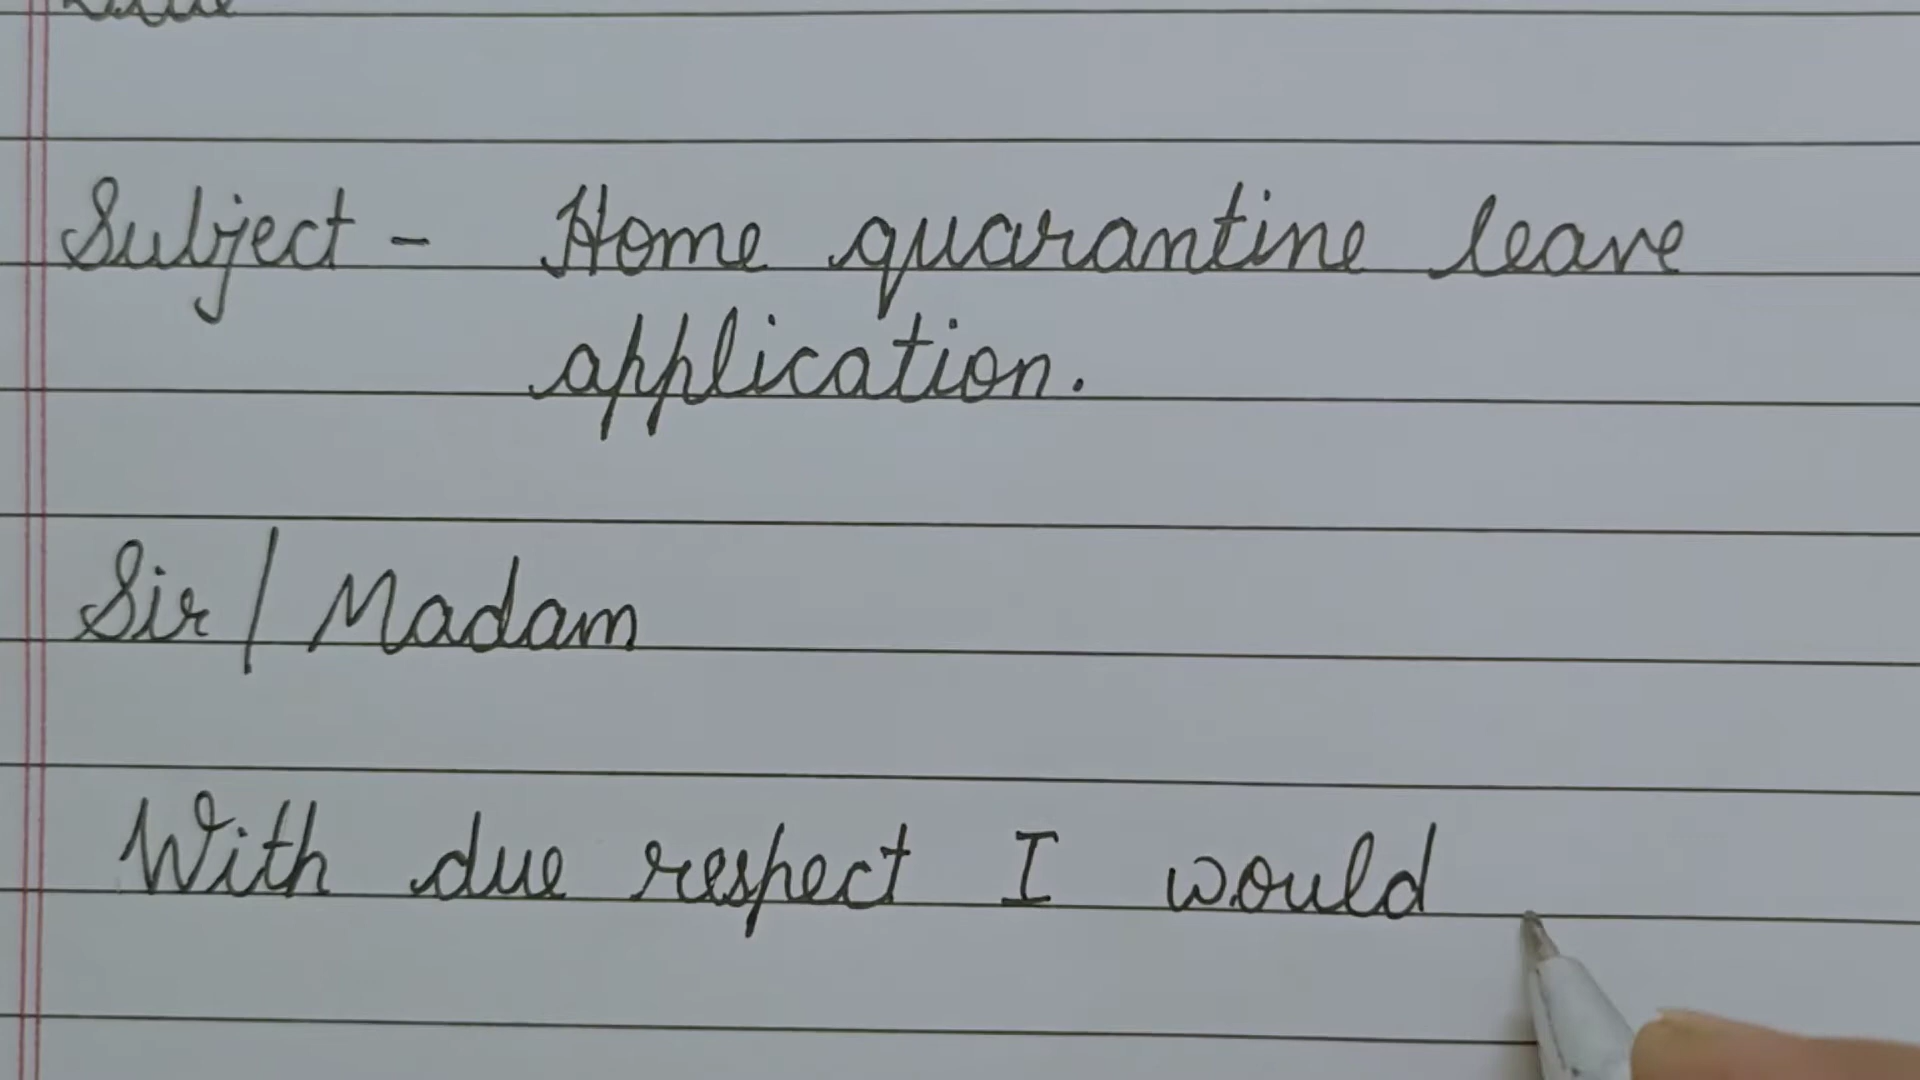 Subject - Home quarantine leave
application.
Sir / Madam
With due respect I would